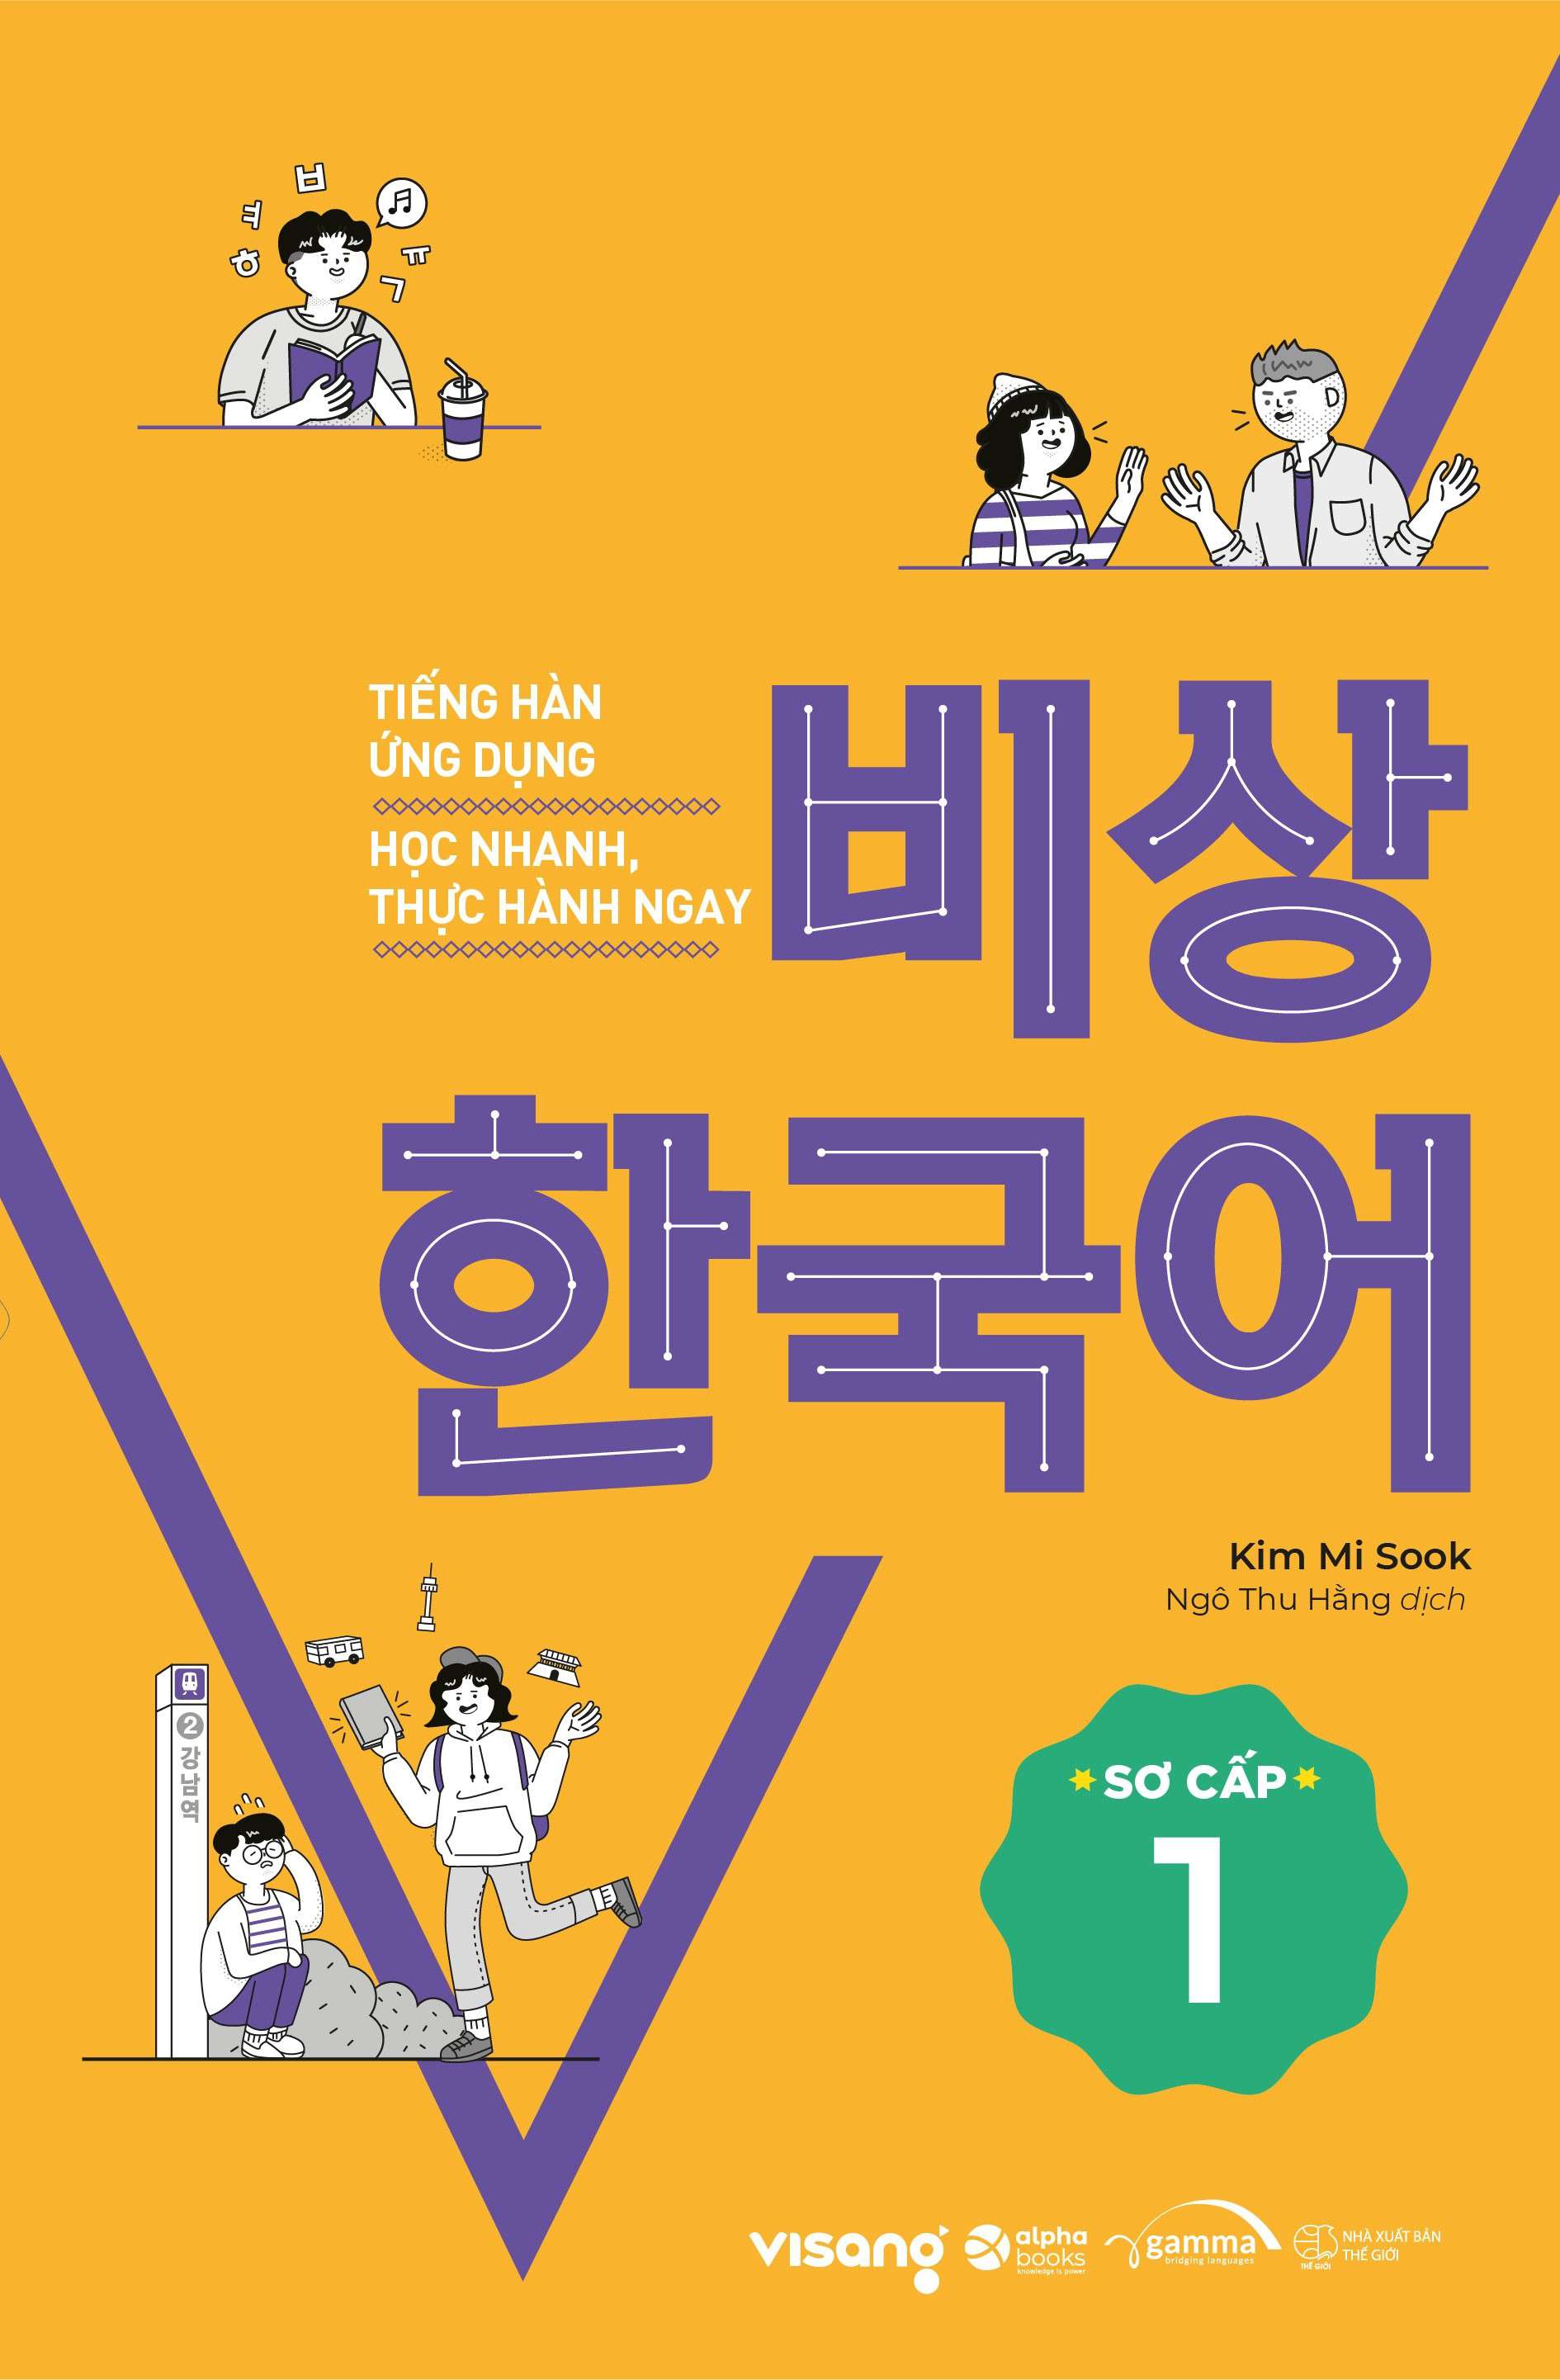 ㅂ
ㅕ
ㅎ
ㅠ
ㄱ
TIẾNG HÀN
ỨNG DỤNG
HỌC NHANH,
THỰC HÀNH NGAY
비상
한국어
Kim Mi Sook
Ngô Thu Hằng dịch
2
강남역
SƠ CẤP
1
visang
alpha
books
knowledge is power
gamma
bridging languages
THẾ GIỚI
NHÀ XUẤT BẢN
THẾ GIỚI